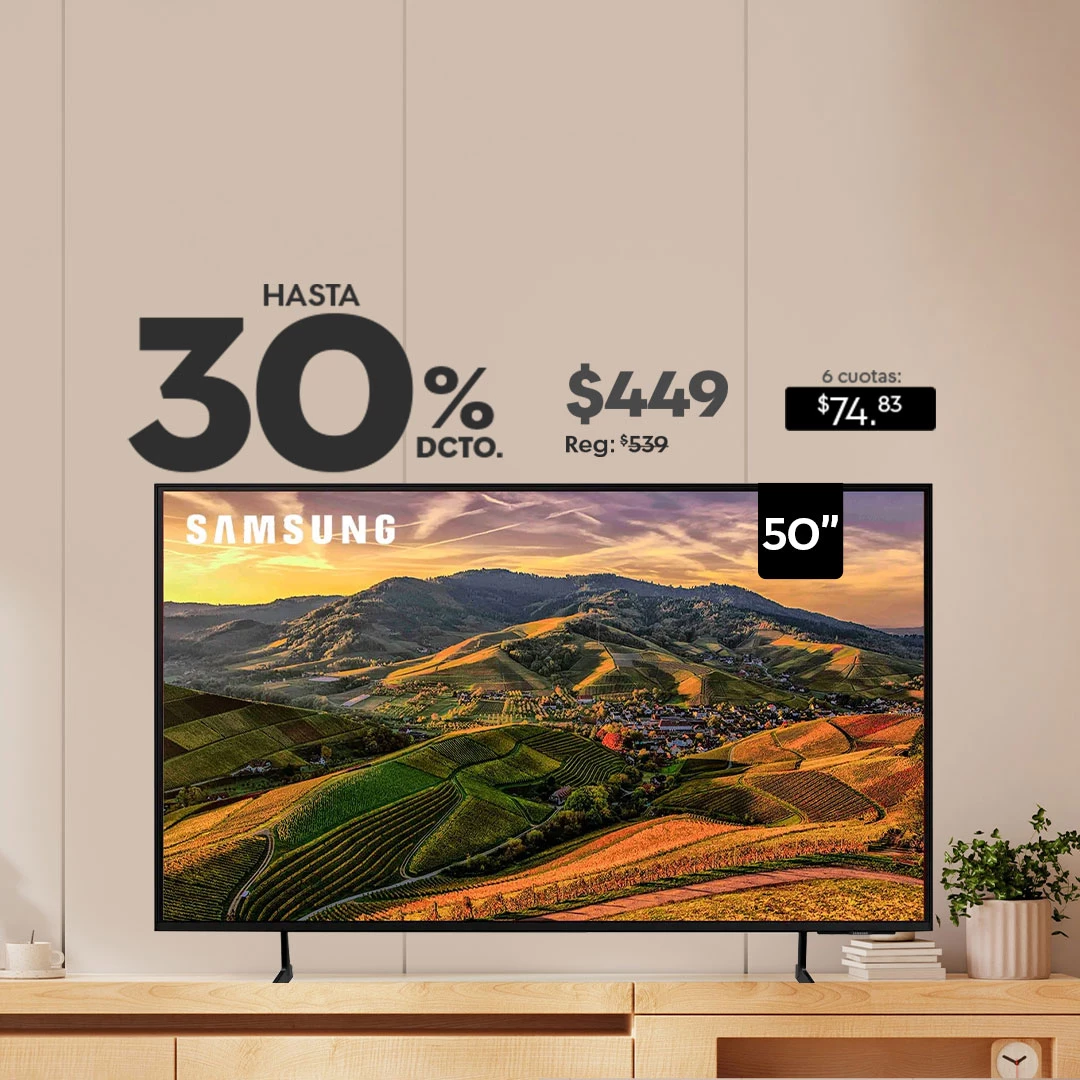 HASTA
30%
DCTO.
$449
Reg: $539
6 cuotas:
$74.83
SAMSUNG
50”